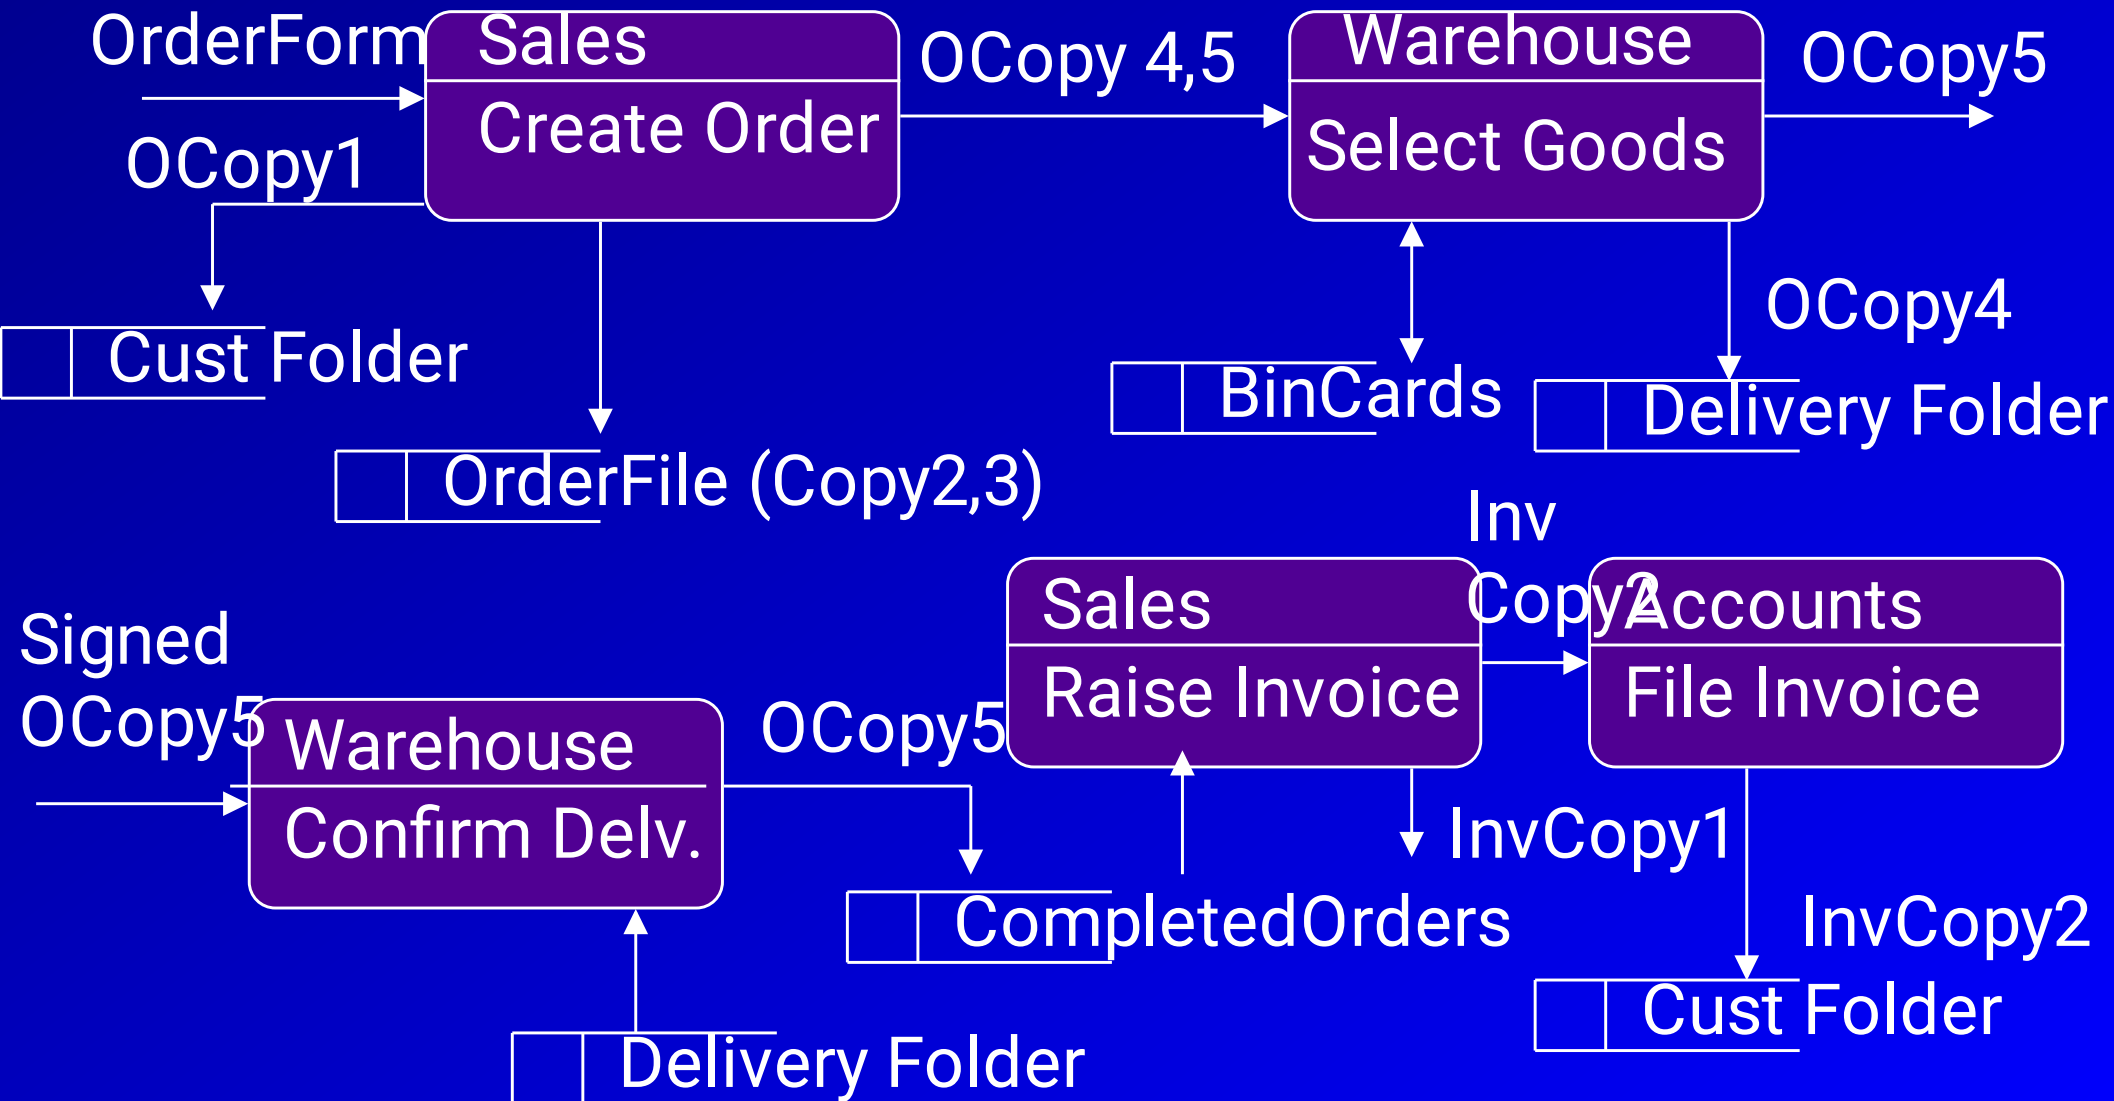 OrderForm
Sales
Create Order
OCopy 4,5
Warehouse
Select Goods
OCopy5
OCopy1
Cust Folder
OrderFile (Copy2,3)
BinCards
OCopy4
Delivery Folder
Signed
OCopy5
Warehouse
Confirm Delv.
OCopy5
Sales
Raise Invoice
Inv
Copy2
Accounts
File Invoice
InvCopy1
CompletedOrders
InvCopy2
Cust Folder
Delivery Folder